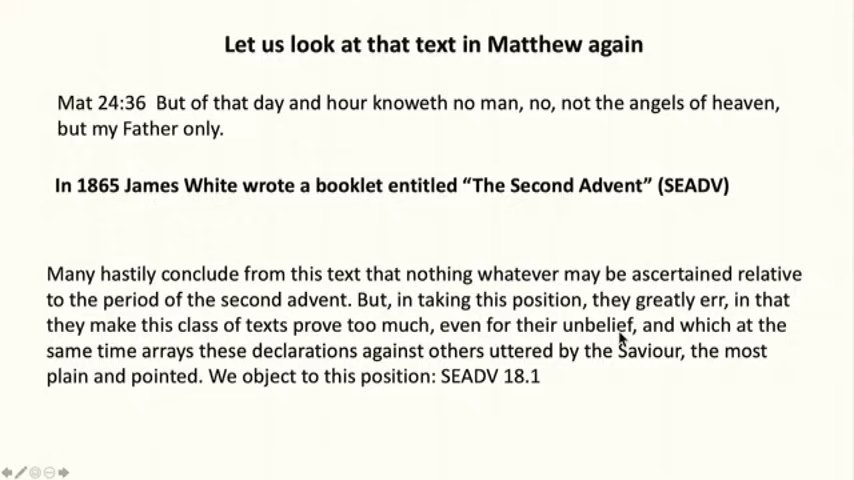 Let us look at that text in Matthew again
Mat 24:36 But of that day and hour knoweth no man, no, not the angels of heaven,
but my Father only.
In 1865 James White wrote a booklet entitled “The Second Advent” (SEADV)
Many hastily conclude from this text that nothing whatever may be ascertained relative
to the period of the second advent. But, in taking this position, they greatly err, in that
they make this class of texts prove too much, even for their unbelief, and which at the
same time arrays these declarations against others uttered by the Saviour, the most
plain and pointed. We object to this position: SEADV 18.1